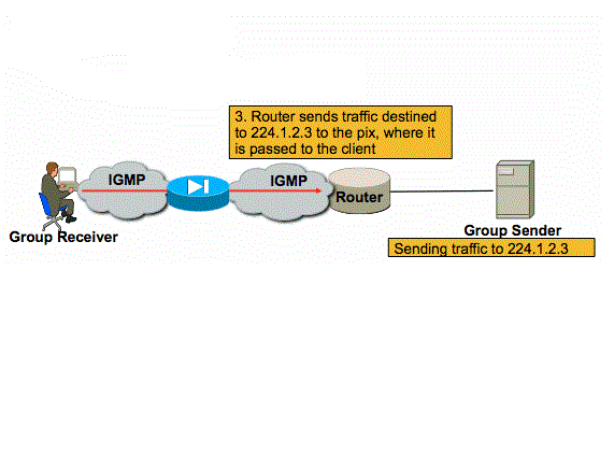 3. Router sends traffic destined
to 224.1.2.3 to the pix, where it
is passed to the client
IGMP
IGMP
Router
Group Receiver
Group Sender
Sending traffic to 224.1.2.3